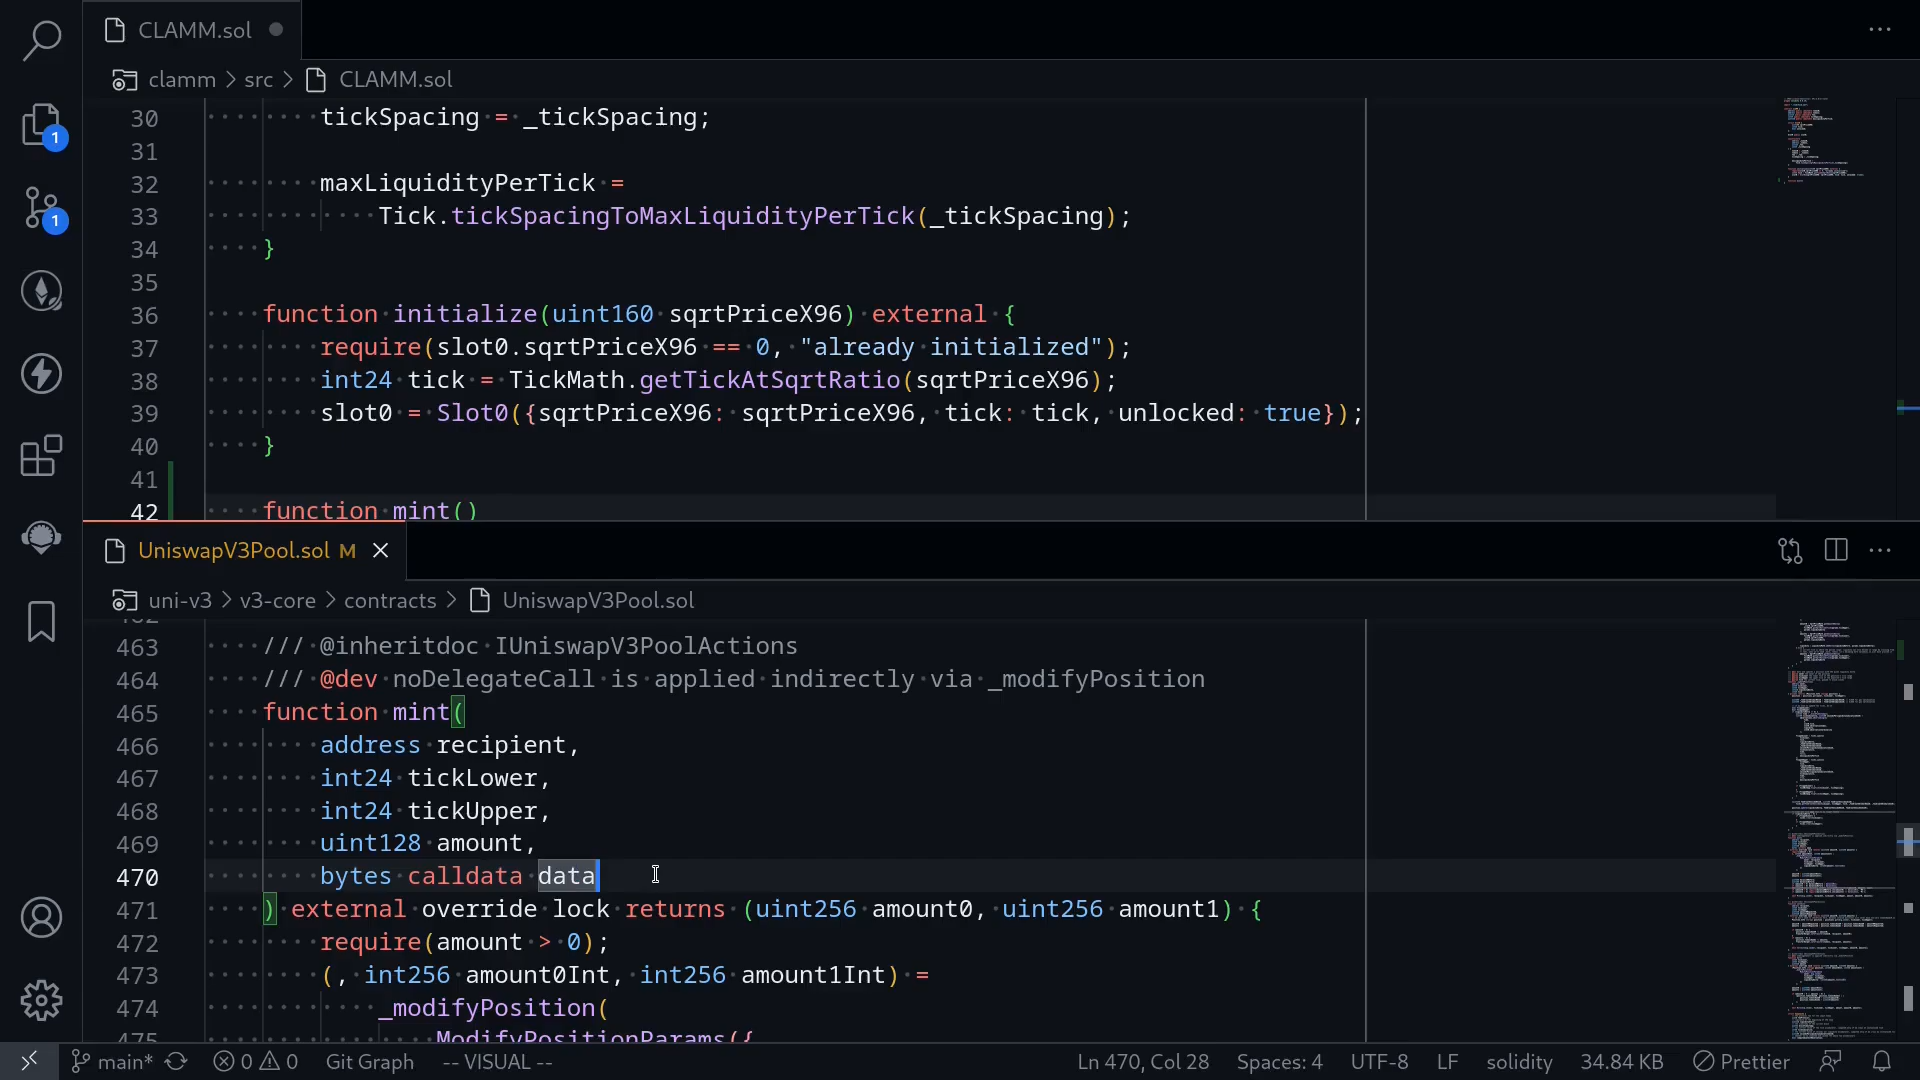 CLAMM.sol
clamm > src > CLAMM.sol
30 tickSpacing = _tickSpacing;
31
32 maxLiquidityPerTick =
33 Tick.tickSpacingToMaxLiquidityPerTick(_tickSpacing);
34 }
35
36 function initialize(uint160 sqrtPriceX96) external {
37 require(slot0.sqrtPriceX96 == 0, "already initialized");
38 int24 tick = TickMath.getTickAtSqrtRatio(sqrtPriceX96);
39 slot0 = Slot0({sqrtPriceX96: sqrtPriceX96, tick: tick, unlocked: true});
40 }
41
42 function mint()
1
1
UniswapV3Pool.sol M
uni-v3 > v3-core > contracts > UniswapV3Pool.sol
463 /// @inheritdoc IUniswapV3PoolActions
464 /// @dev noDelegateCall is applied indirectly via _modifyPosition
465 function mint(
466 address recipient,
467 int24 tickLower,
468 int24 tickUpper,
469 uint128 amount,
470 bytes calldata data
471 ) external override lock returns (uint256 amount0, uint256 amount1) {
472 require(amount > 0);
473 (, int256 amount0Int, int256 amount1Int) =
474 _modifyPosition(
475 ModifyPositionParams({
main* 0 0 Git Graph -- VISUAL -- Ln 470, Col 28 Spaces: 4 UTF-8 LF solidity 34.84 KB Prettier